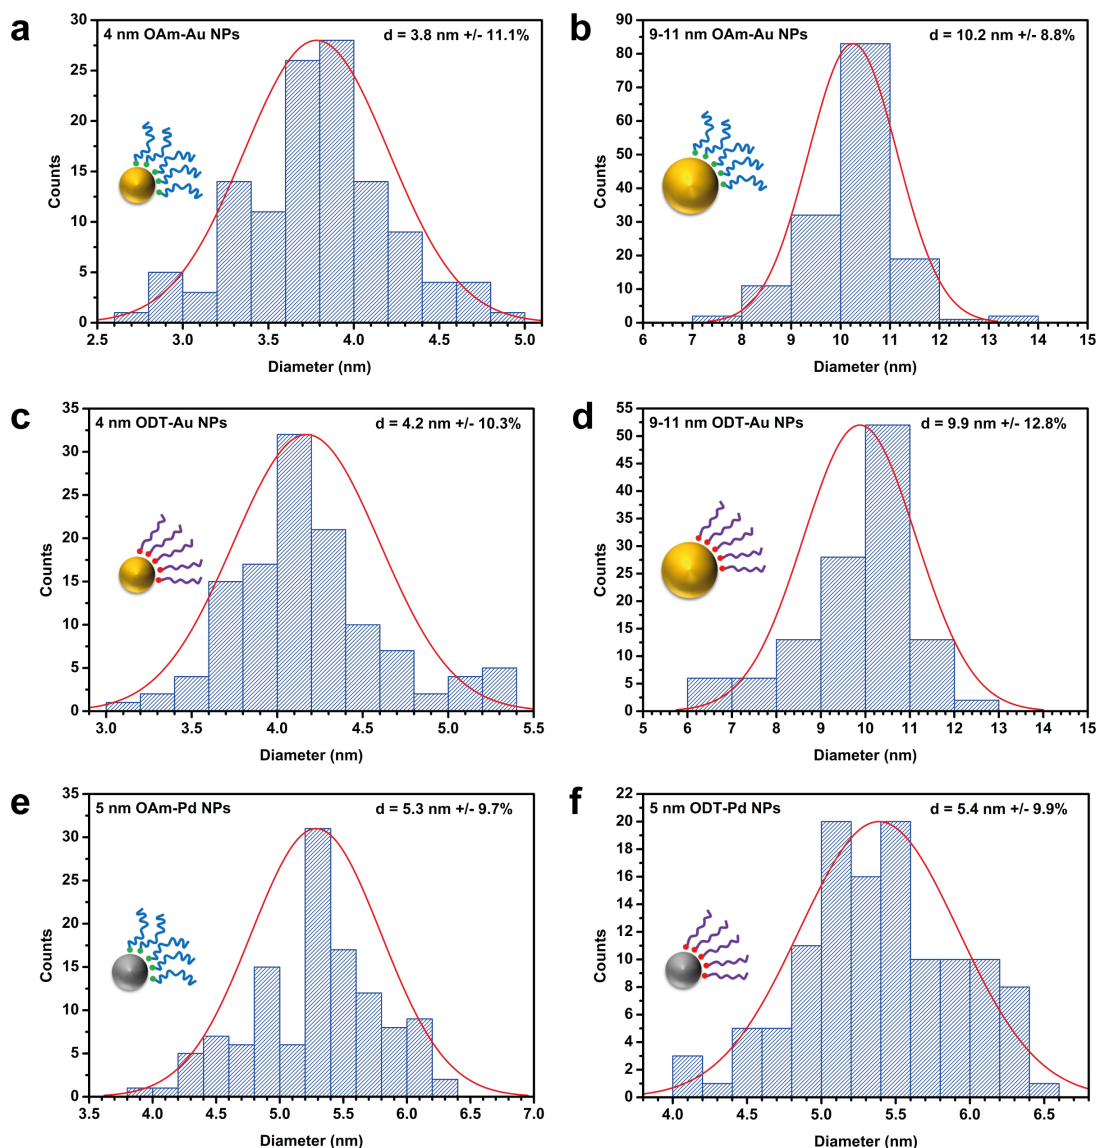 a
4 nm OAm-Au NPs
d = 3.8 nm +/- 11.1%
30
25
20
15
10
5
0
Counts
2.5 3.0 3.5 4.0 4.5 5.0
Diameter (nm)
b
9-11 nm OAm-Au NPs
d = 10.2 nm +/- 8.8%
90
80
70
60
50
40
30
20
10
0
Counts
6 7 8 9 10 11 12 13 14 15
Diameter (nm)
c
4 nm ODT-Au NPs
d = 4.2 nm +/- 10.3%
35
30
25
20
15
10
5
0
Counts
3.0 3.5 4.0 4.5 5.0 5.5
Diameter (nm)
d
9-11 nm ODT-Au NPs
d = 9.9 nm +/- 12.8%
55
50
45
40
35
30
25
20
15
10
5
0
Counts
5 6 7 8 9 10 11 12 13 14 15
Diameter (nm)
e
5 nm OAm-Pd NPs
d = 5.3 nm +/- 9.7%
35
30
25
20
15
10
5
0
Counts
3.5 4.0 4.5 5.0 5.5 6.0 6.5 7.0
Diameter (nm)
f
5 nm ODT-Pd NPs
d = 5.4 nm +/- 9.9%
22
20
18
16
14
12
10
8
6
4
2
0
Counts
4.0 4.5 5.0 5.5 6.0 6.5
Diameter (nm)